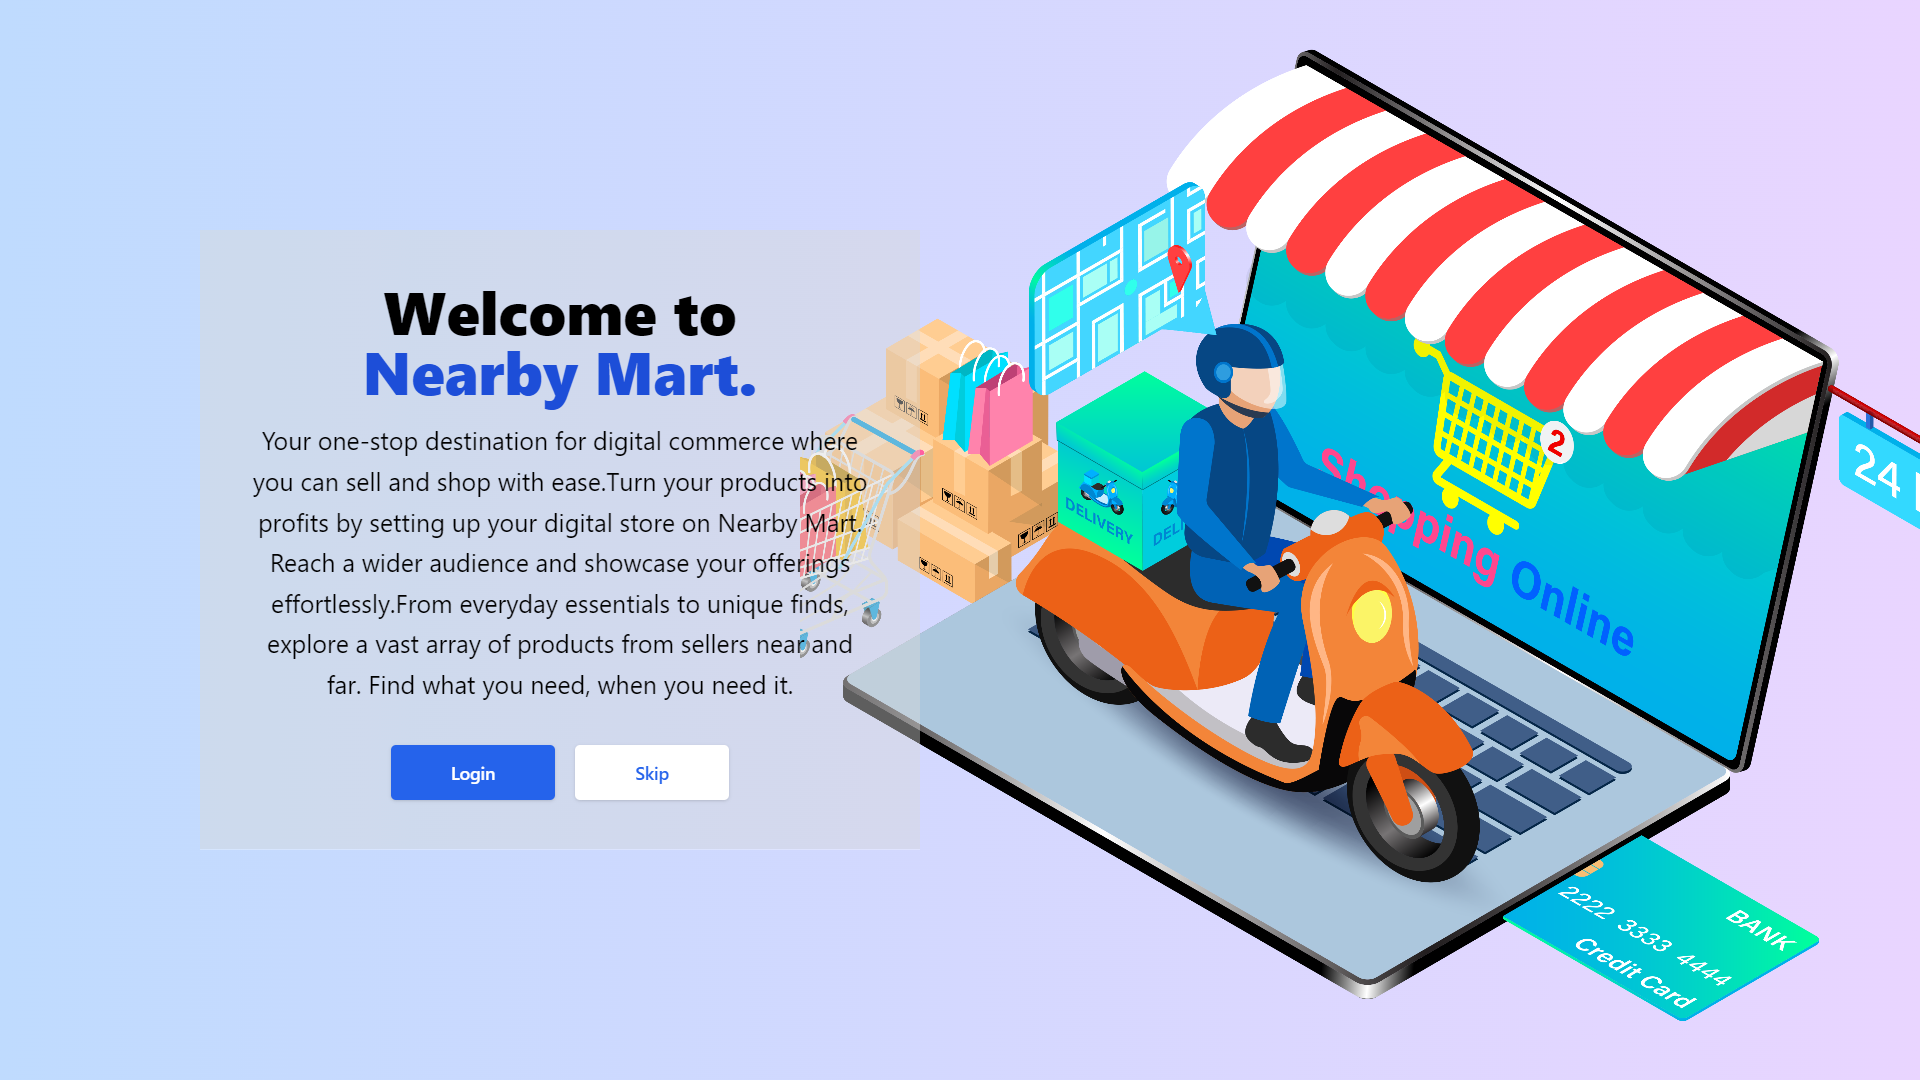 Welcome to
Nearby Mart.
Your one-stop destination for digital commerce where
you can sell and shop with ease.Turn your products into
profits by setting up your digital store on Nearby Mart.
Reach a wider audience and showcase your offerings
effortlessly.From everyday essentials to unique finds,
explore a vast array of products from sellers near and
far. Find what you need, when you need it.
Login
Skip
DELIVERY
2
Shopping Online
24
BANK
2222 3333 4444
Credit Card